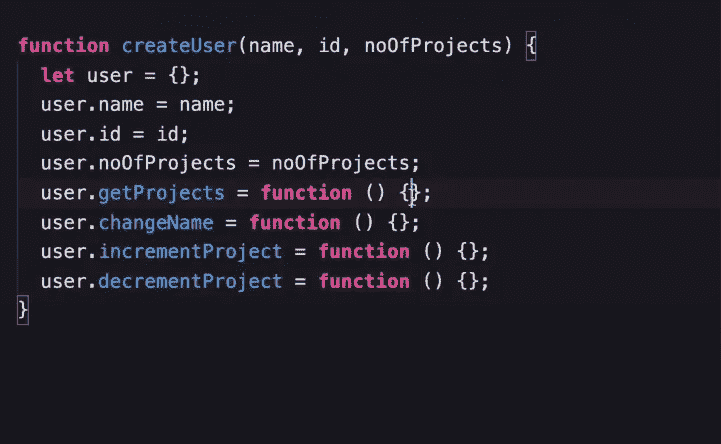 function createUser(name, id, noOfProjects) {
  let user = {};
  user.name = name;
  user.id = id;
  user.noOfProjects = noOfProjects;
  user.getProjects = function () {};
  user.changeName = function () {};
  user.incrementProject = function () {};
  user.decrementProject = function () {};
}